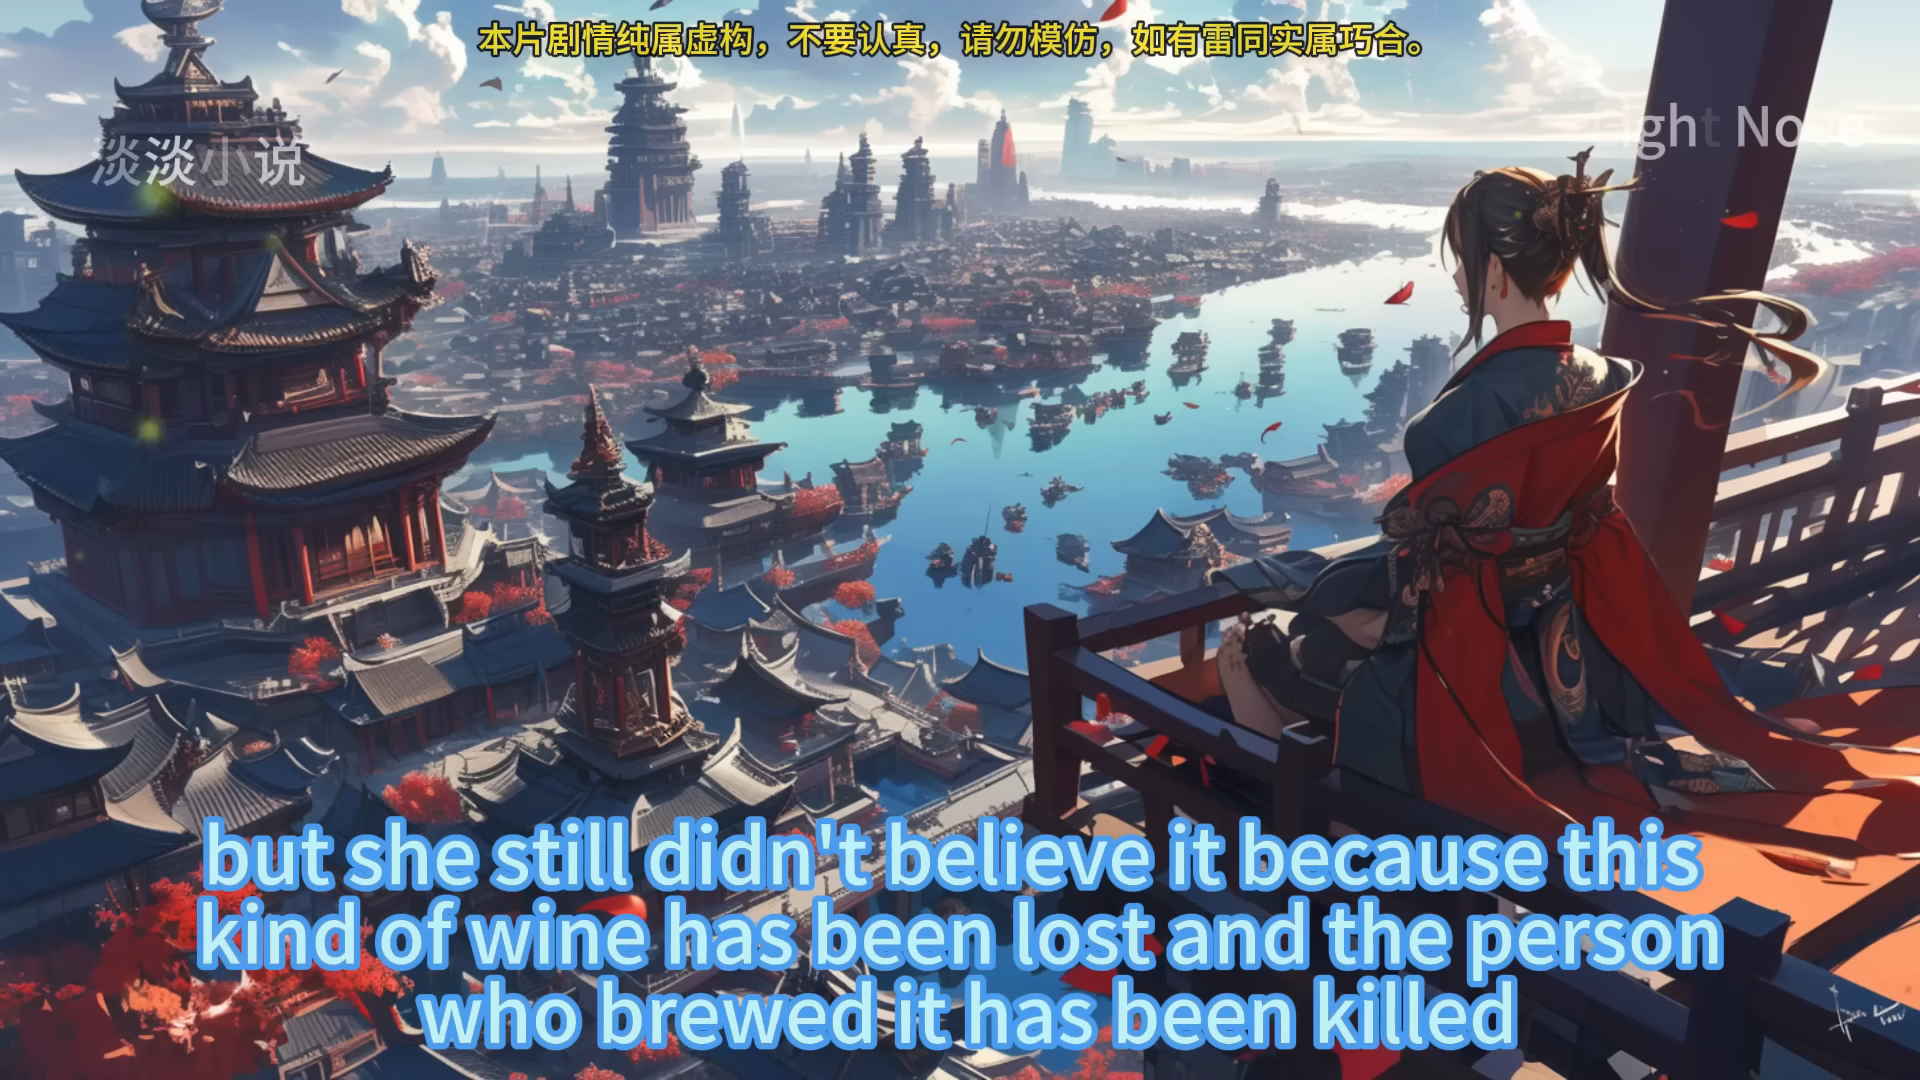 本片剧情纯属虚构，不要认真，请勿模仿，如有雷同实属巧合。
淡淡小说
ight Nove
but she still didn't believe it because this
kind of wine has been lost and the person
who brewed it has been killed